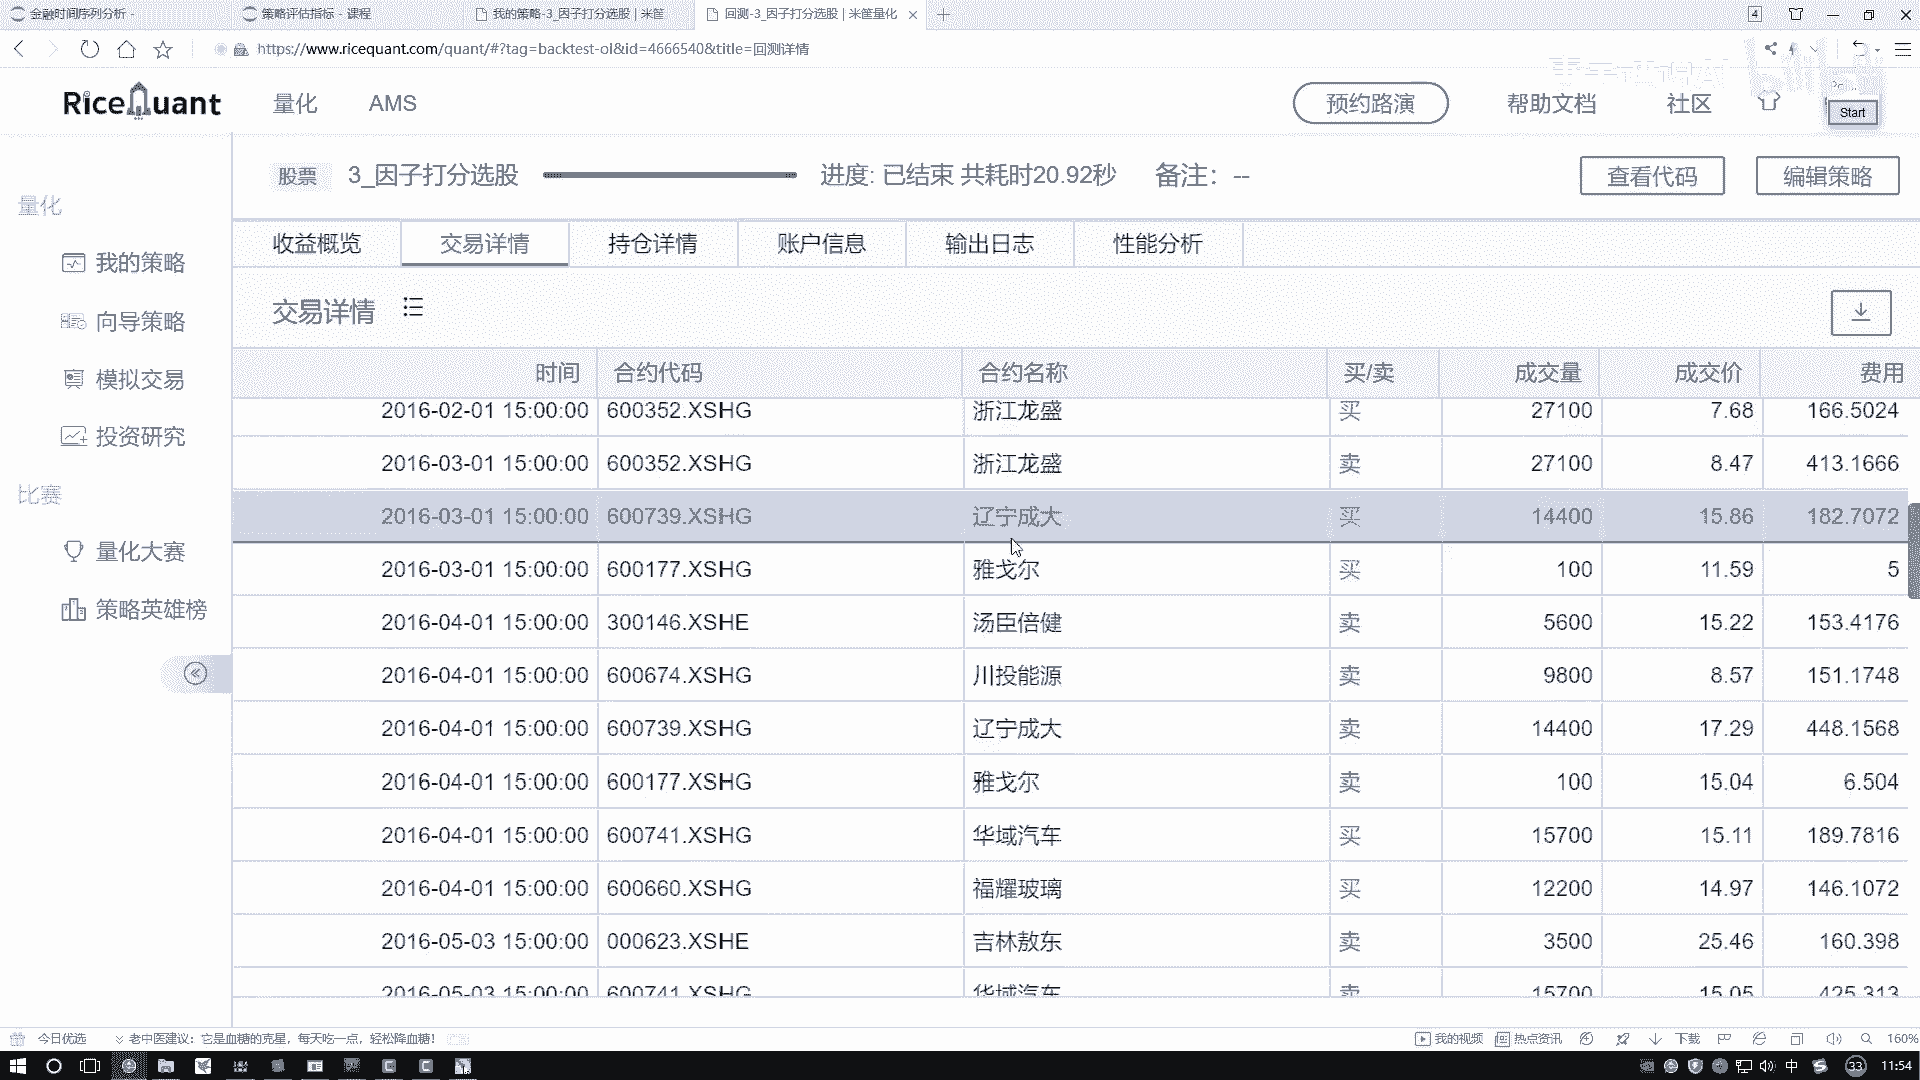 金融时间序列分析 -
策略评估指标 - 课程
我的策略-3_因子打分选股 | 米筐
回测-3_因子打分选股 | 米筐量化
4
https://www.ricequant.com/quant/#?tag=backtest-ol&id=4666540&title=回测详情
RiceQuant
量化
AMS
预约路演
帮助文档
社区
Start
股票
3_因子打分选股
进度: 已结束 共耗时20.92秒
备注: --
查看代码
编辑策略
量化
我的策略
向导策略
模拟交易
投资研究
比赛
量化大赛
策略英雄榜
收益概览 交易详情 持仓详情 账户信息 输出日志 性能分析
交易详情
时间 合约代码 合约名称 买/卖 成交量 成交价 费用
2016-02-01 15:00:00 600352.XSHG 浙江龙盛 买 27100 7.68 166.5024
2016-03-01 15:00:00 600352.XSHG 浙江龙盛 卖 27100 8.47 413.1666
2016-03-01 15:00:00 600739.XSHG 辽宁成大 买 14400 15.86 182.7072
2016-03-01 15:00:00 600177.XSHG 雅戈尔 买 100 11.59 5
2016-04-01 15:00:00 300146.XSHE 汤臣倍健 卖 5600 15.22 153.4176
2016-04-01 15:00:00 600674.XSHG 川投能源 卖 9800 8.57 151.1748
2016-04-01 15:00:00 600739.XSHG 辽宁成大 卖 14400 17.29 448.1568
2016-04-01 15:00:00 600177.XSHG 雅戈尔 卖 100 15.04 6.504
2016-04-01 15:00:00 600741.XSHG 华域汽车 买 15700 15.11 189.7816
2016-04-01 15:00:00 600660.XSHG 福耀玻璃 买 12200 14.97 146.1072
2016-05-03 15:00:00 000623.XSHE 吉林敖东 卖 3500 25.46 160.398
2016-05-03 15:00:00 600741.XSHG 华域汽车 卖 15700 15.05 425.313
今日优选
老中医建议：它是血糖的克星，每天吃一点，轻松降血糖！
我的视频
热点资讯
下载
160%
中
33
11:54